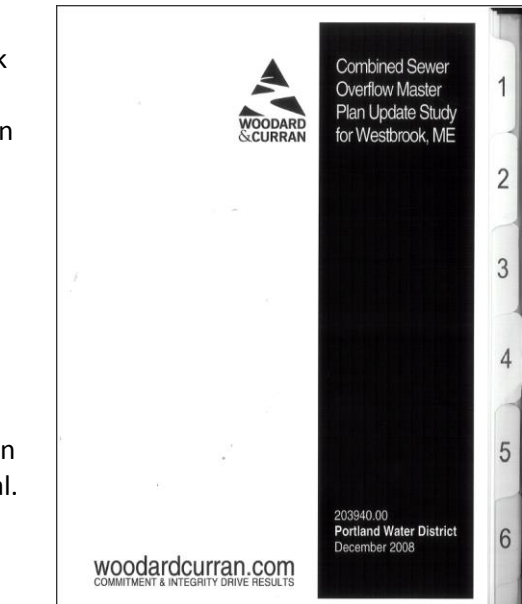 k
n
n
nl.
WOODARD
&CURRAN
Combined Sewer
Overflow Master
Plan Update Study
for Westbrook, ME
1
2
3
4
5
6
203940.00
Portland Water District
December 2008
woodardcurran.com
COMMITMENT & INTEGRITY DRIVE RESULTS